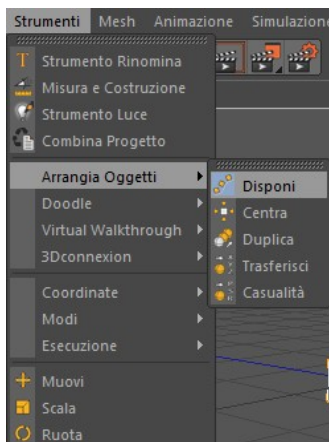 Strumenti Mesh Animazione Simulazione
Strumento Rinomina
Misura e Costruzione
Strumento Luce
Combina Progetto
Arrangia Oggetti
Disponi
Doodle
Centra
Virtual Walkthrough
Duplica
3Dconnexion
Trasferisci
Coordinate
Casualità
Modi
Esecuzione
Muovi
Scala
Ruota